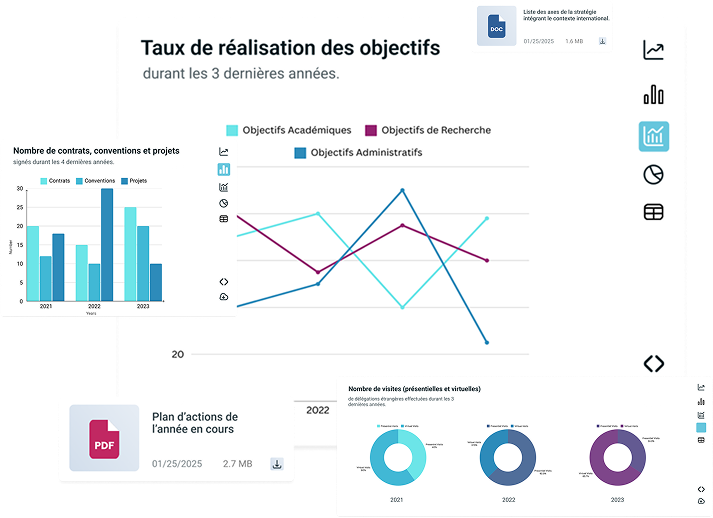 Liste des axes de la stratégie
intégrant le contexte international.
01/25/2025 1.6 MB
DOC
Taux de réalisation des objectifs
durant les 3 dernières années.
Objectifs Académiques Objectifs de Recherche
Objectifs Administratifs
20
2022
Nombre de contrats, conventions et projets
signés durant les 4 dernières années.
Contrats Conventions Projets
30
25
20
15
10
5
0
Number
2021 2022 2023
Years
Plan d'actions de
l'année en cours
PDF
01/25/2025 2.7 MB
Nombre de visites (présentielles et virtuelles)
de délégations étrangères effectuées durant les 3
dernières années.
2021 2022 2023